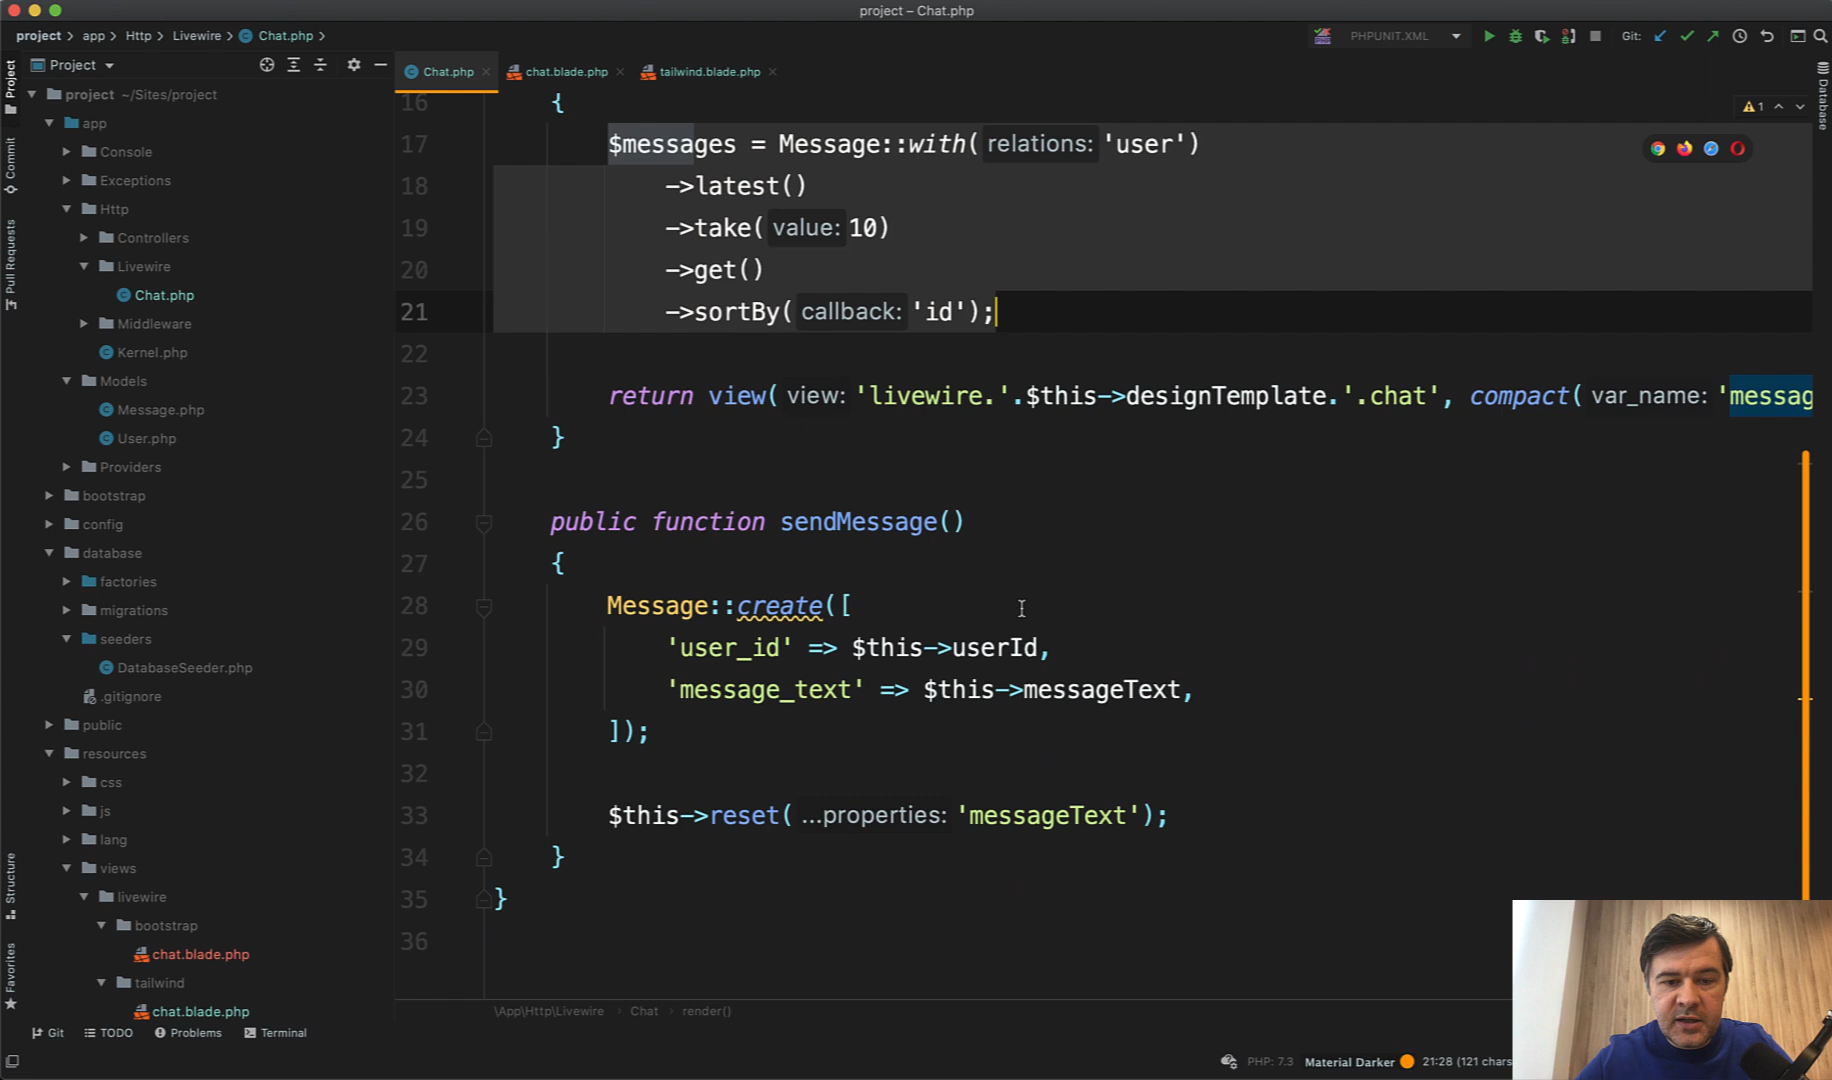 project – Chat.php
project > app > Http > Livewire > Chat.php >
PHPUNIT.XML
Git:
Project
Chat.php
chat.blade.php
tailwind.blade.php
Project
Commit
Pull Requests
Structure
Favorites
Database
project ~/Sites/project
app
Console
Exceptions
Http
Controllers
Livewire
Chat.php
Middleware
Kernel.php
Models
Message.php
User.php
Providers
bootstrap
config
database
factories
migrations
seeders
DatabaseSeeder.php
.gitignore
public
resources
css
js
lang
views
livewire
bootstrap
chat.blade.php
tailwind
chat.blade.php
1
16 {
17 $messages = Message::with( relations: 'user')
18 ->latest()
19 ->take( value: 10)
20 ->get()
21 ->sortBy( callback: 'id');
22
23 return view( view: 'livewire.'.$this->designTemplate.'.chat', compact( var_name: 'messag
24 }
25
26 public function sendMessage()
27 {
28 Message::create([
29 'user_id' => $this->userId,
30 'message_text' => $this->messageText,
31 ]);
32
33 $this->reset( ...properties: 'messageText');
34 }
35 }
36
\App\Http\Livewire > Chat > render()
Git
TODO
Problems
Terminal
PHP: 7.3
Material Darker
21:28 (121 chars